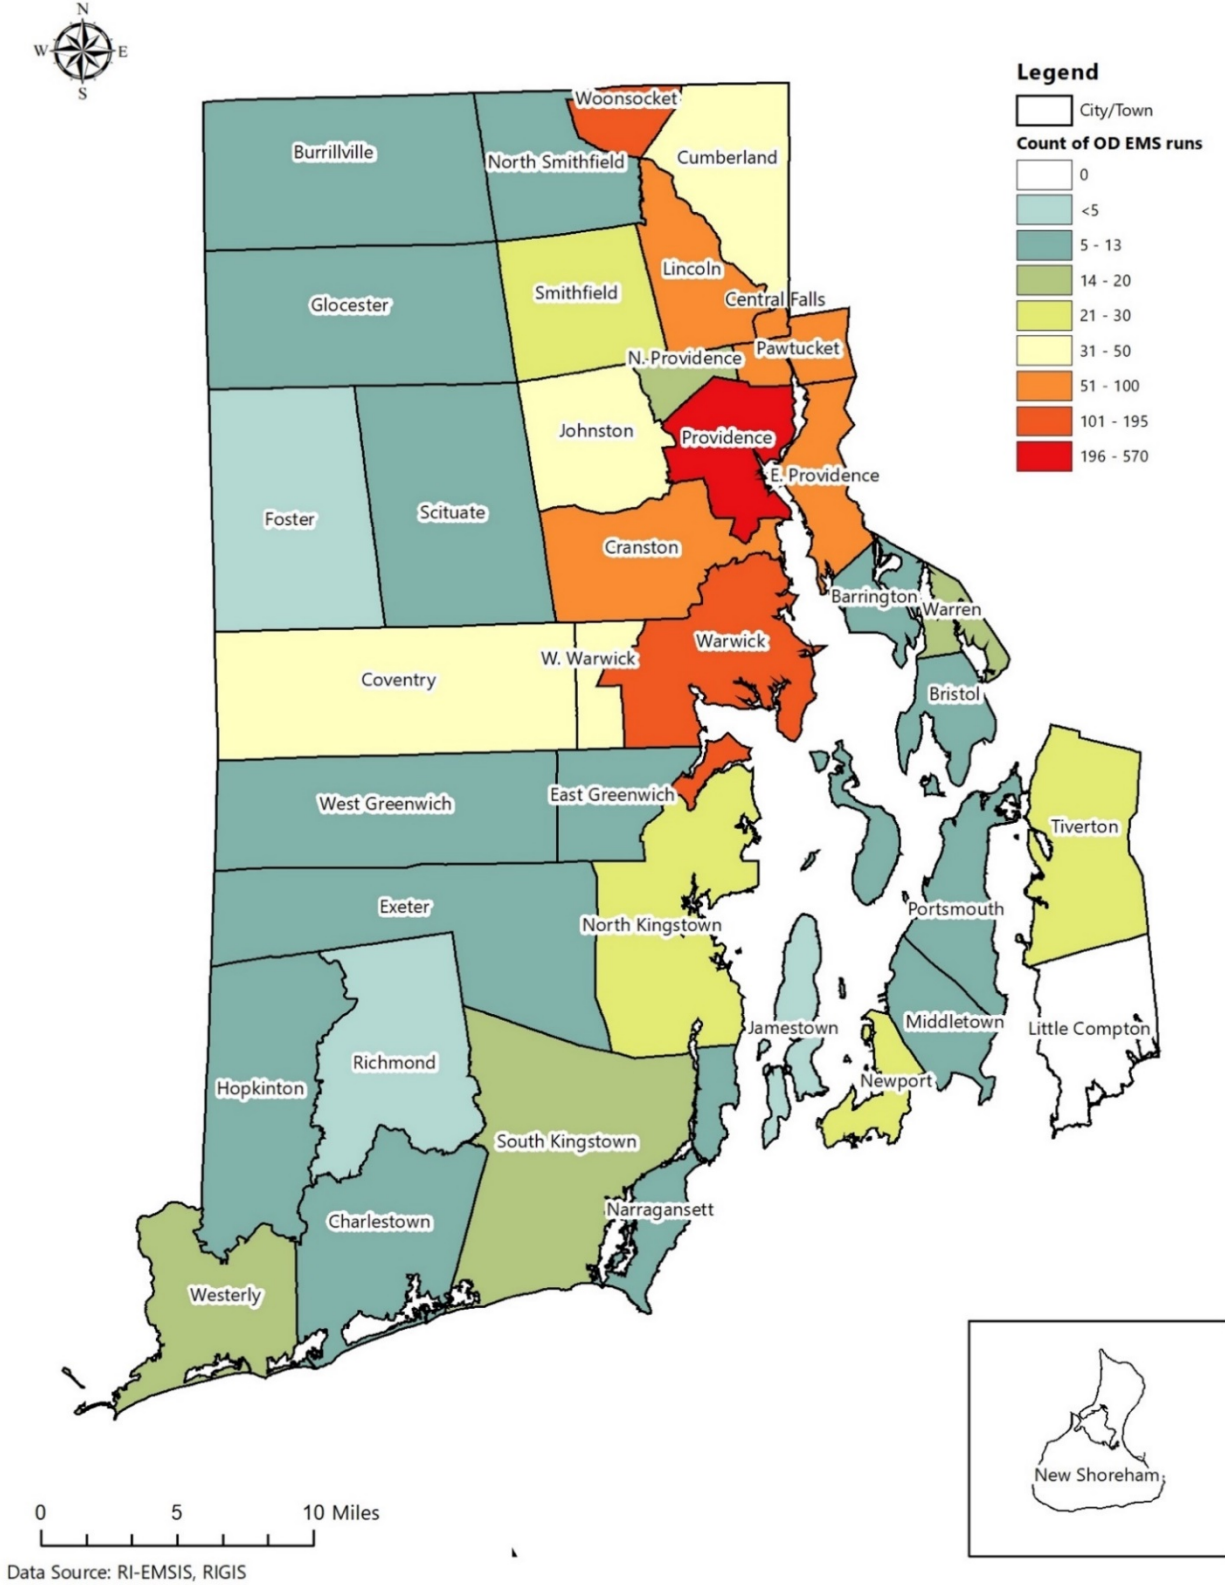 N
W E
S
Legend
City/Town
Count of OD EMS runs
0
<5
5 - 13
14 - 20
21 - 30
31 - 50
51 - 100
101 - 195
196 - 570
Woonsocket
Burrillville
North Smithfield
Cumberland
Lincoln
Smithfield
Central Falls
Glocester
Pawtucket
N. Providence
Johnston
Providence
E. Providence
Foster
Scituate
Cranston
Barrington
Warren
Warwick
W. Warwick
Coventry
Bristol
East Greenwich
West Greenwich
Tiverton
Exeter
Portsmouth
North Kingstown
Middletown
Jamestown
Little Compton
Richmond
Newport
Hopkinton
South Kingstown
Narragansett
Charlestown
Westerly
New Shoreham
0 5 10 Miles
Data Source: RI-EMSIS, RIGIS